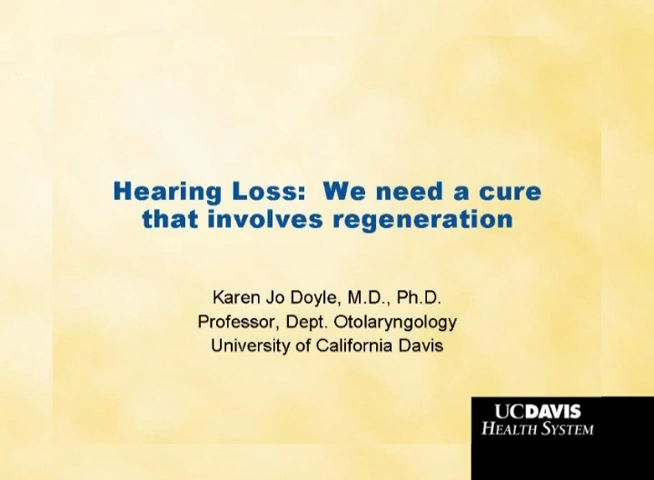 Hearing Loss:  We need a cure
that involves regeneration
Karen Jo Doyle, M.D., Ph.D.
Professor, Dept. Otolaryngology
University of California Davis
UCDAVIS
HEALTH SYSTEM